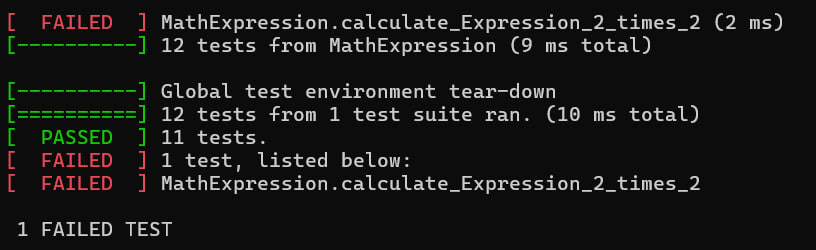 [  FAILED  ] MathExpression.calculate_Expression_2_times_2 (2 ms)
[----------] 12 tests from MathExpression (9 ms total)
[----------] Global test environment tear-down
[==========] 12 tests from 1 test suite ran. (10 ms total)
[  PASSED  ] 11 tests.
[  FAILED  ] 1 test, listed below:
[  FAILED  ] MathExpression.calculate_Expression_2_times_2
1 FAILED TEST